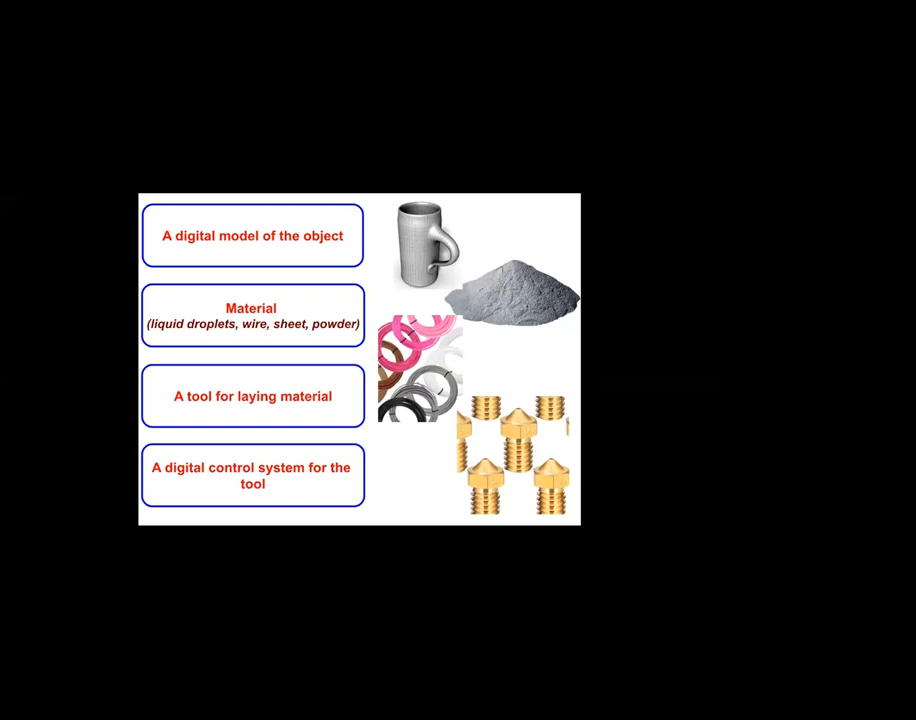 A digital model of the object
Material
(liquid droplets, wire, sheet, powder)
A tool for laying material
A digital control system for the
tool